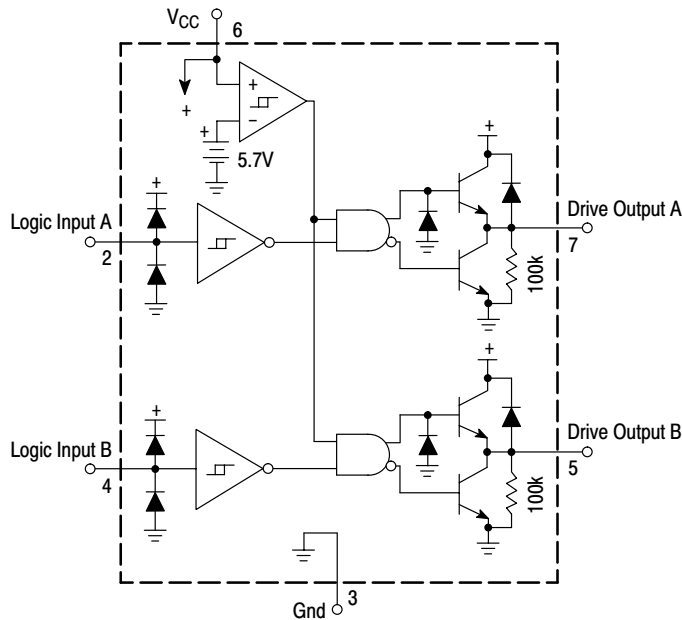 VCC
6
+
+
−
+
5.7V
+
Logic Input A
2
+
Drive Output A
7
100k
+
Logic Input B
4
+
Drive Output B
5
100k
3
Gnd